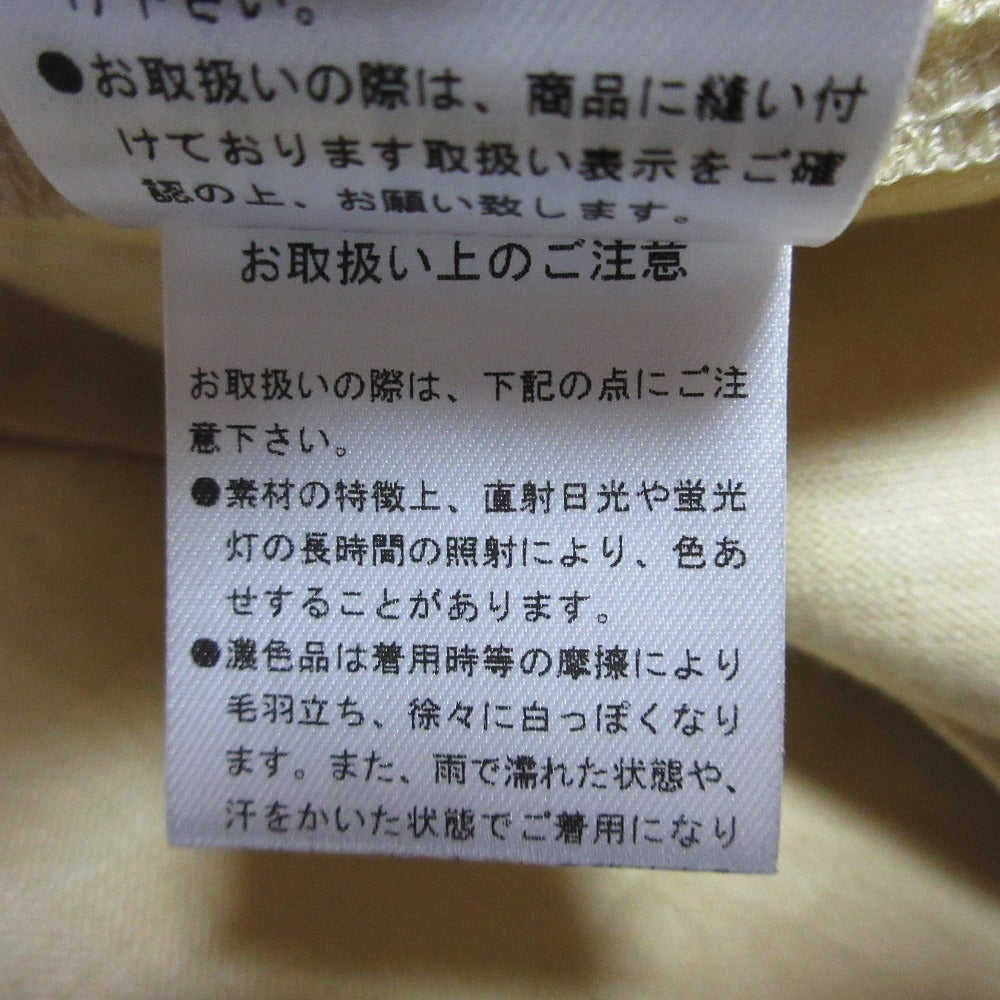 け下さい。
●お取扱いの際は、商品に縫い付
けております取扱い表示をご確
認の上、お願い致します。
お取扱い上のご注意
お取扱いの際は、下記の点にご注
意下さい。
●素材の特徴上、直射日光や蛍光
灯の長時間の照射により、色あ
せすることがあります。
●濃色品は着用時等の摩擦により
毛羽立ち、徐々に白っぽくなり
ます。また、雨で濡れた状態や、
汗をかいた状態でご着用になり